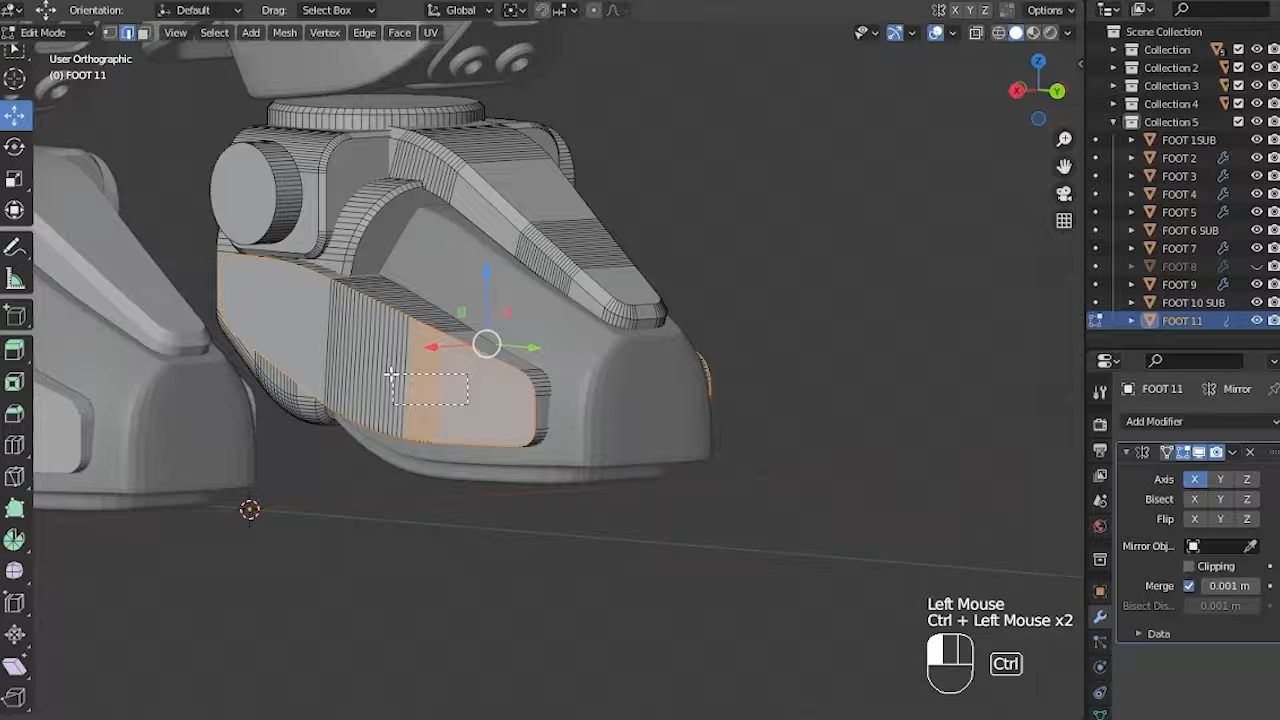 Orientation: Default Drag: Select Box Global X Y Z Options
Edit Mode View Select Add Mesh Vertex Edge Face UV
User Orthographic
(0) FOOT 11
Z
X Y
Scene Collection
Collection 5
Collection 2
Collection 3
Collection 4
Collection 5
FOOT 1SUB
FOOT 2
FOOT 3
FOOT 4
FOOT 5
FOOT 6 SUB
FOOT 7
FOOT 8
FOOT 9
FOOT 10 SUB
FOOT 11
FOOT 11 Mirror
Add Modifier
Axis X Y Z
Bisect X Y Z
Flip X Y Z
Mirror Obj..
Clipping
Merge 0.001 m
Bisect Dis... 0.001 m
Data
Left Mouse
Ctrl + Left Mouse x2
Ctrl